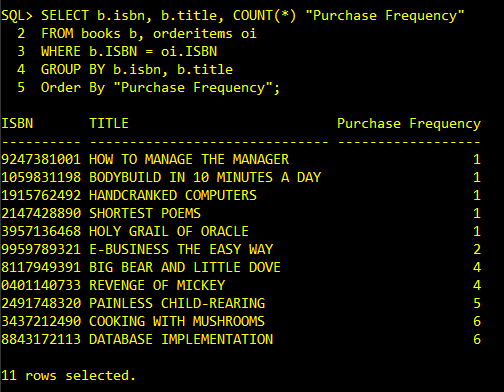 SQL> SELECT b.isbn, b.title, COUNT(*) "Purchase Frequency"
2 FROM books b, orderitems oi
3 WHERE b.ISBN = oi.ISBN
4 GROUP BY b.isbn, b.title
5 Order By "Purchase Frequency";
ISBN TITLE Purchase Frequency
---------- ------------------------------ ------------------
9247381001 HOW TO MANAGE THE MANAGER 1
1059831198 BODYBUILD IN 10 MINUTES A DAY 1
1915762492 HANDCRANKED COMPUTERS 1
2147428890 SHORTEST POEMS 1
3957136468 HOLY GRAIL OF ORACLE 1
9959789321 E-BUSINESS THE EASY WAY 2
8117949391 BIG BEAR AND LITTLE DOVE 4
0401140733 REVENGE OF MICKEY 4
2491748320 PAINLESS CHILD-REARING 5
3437212490 COOKING WITH MUSHROOMS 6
8843172113 DATABASE IMPLEMENTATION 6
11 rows selected.